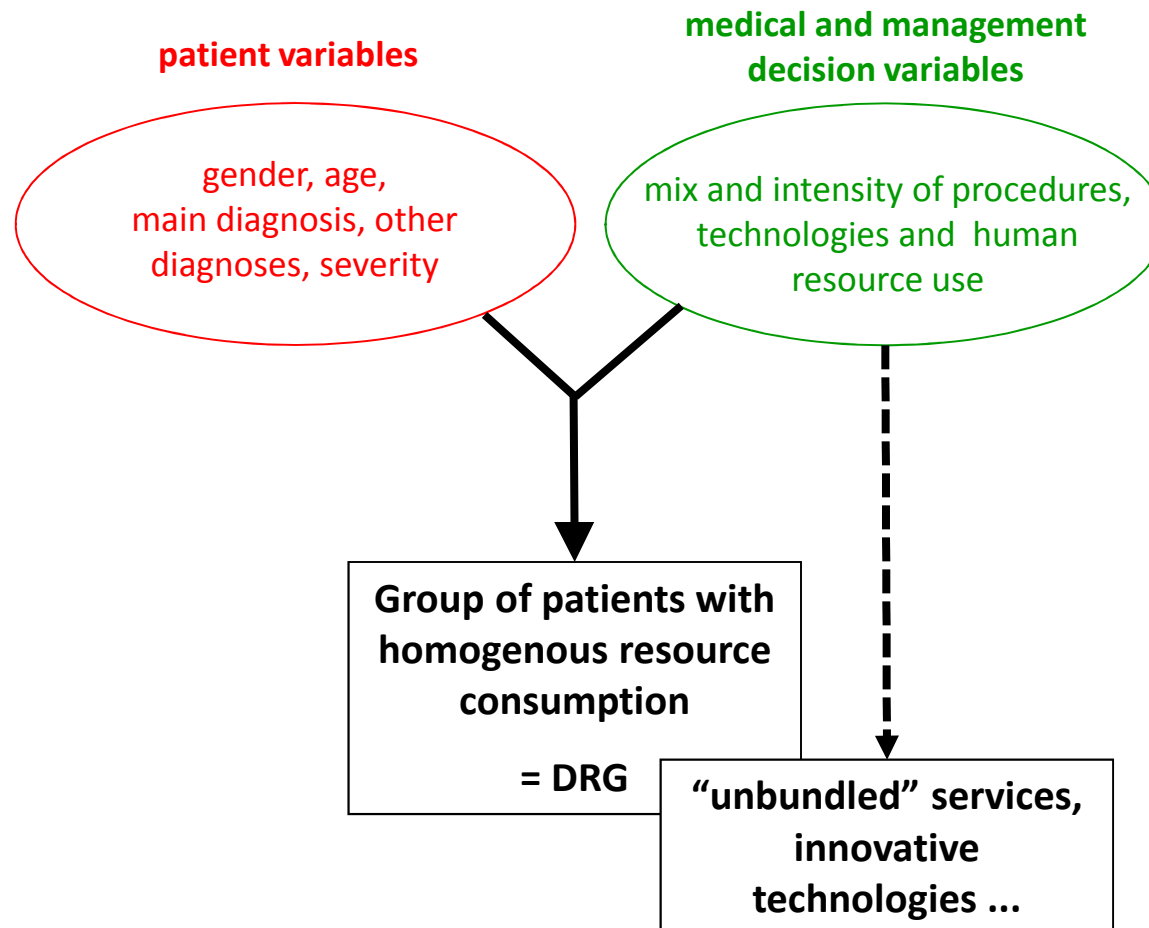 patient variables
medical and management
decision variables
gender, age,
main diagnosis, other
diagnoses, severity
mix and intensity of procedures,
technologies and human
resource use
Group of patients with
homogenous resource
consumption
= DRG
“unbundled” services,
innovative
technologies ...